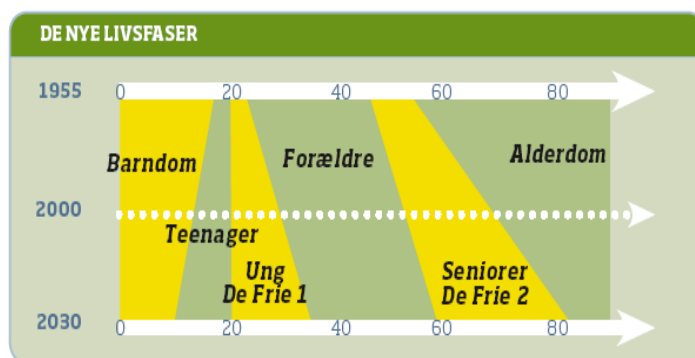 DE NYE LIVSFASER
1955 0 20 40 60 80
Barndom Forældre Alderdom
2000
Teenager
Ung Seniorer
De Frie 1 De Frie 2
2030 0 20 40 60 80